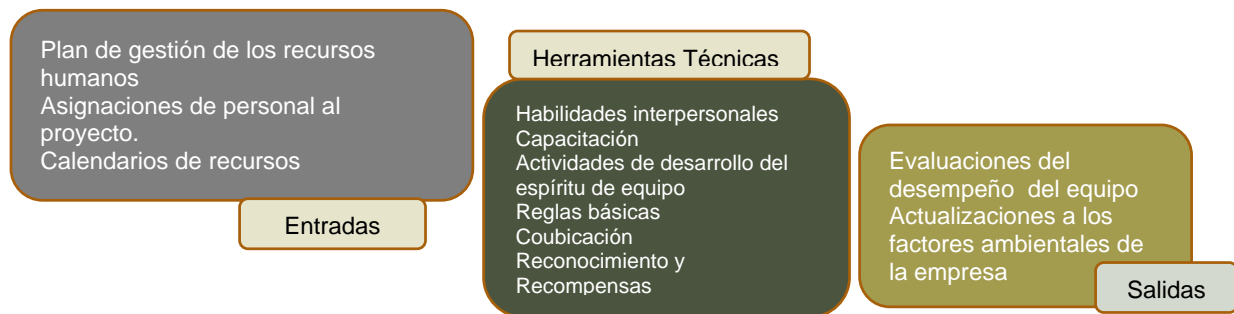 Plan de gestión de los recursos
humanos
Asignaciones de personal al
proyecto.
Calendarios de recursos
Entradas
Herramientas Técnicas
Habilidades interpersonales
Capacitación
Actividades de desarrollo del
espíritu de equipo
Reglas básicas
Coubicación
Reconocimiento y
Recompensas
Evaluaciones del
desempeño del equipo
Actualizaciones a los
factores ambientales de
la empresa
Salidas